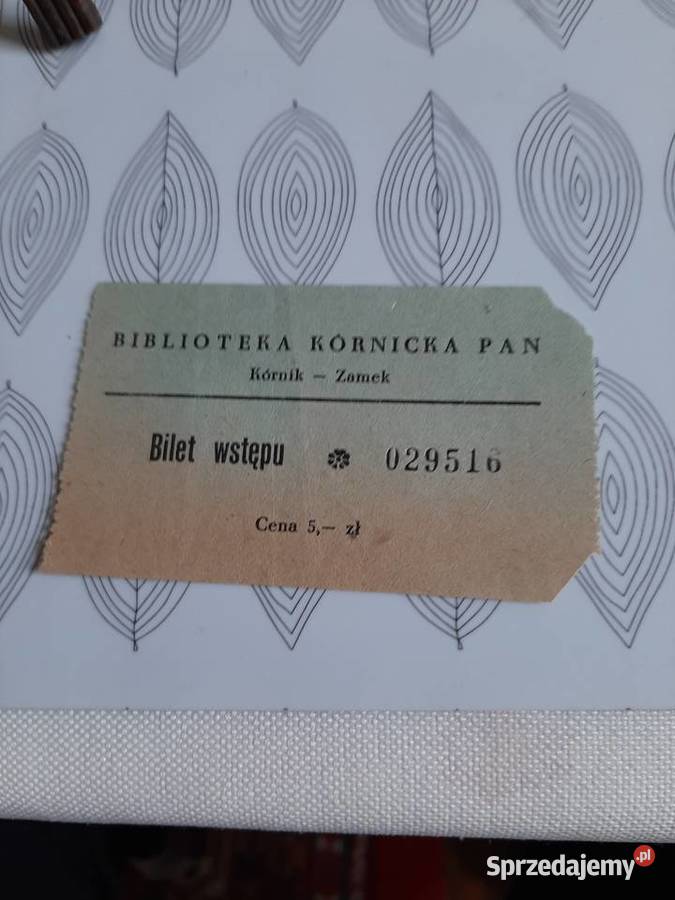 BIBLIOTEKA KÓRNICKA PAN
Kórnik — Zamek
Bilet wstępu 029516
Cena 5,— zł
Sprzedajemy.pl